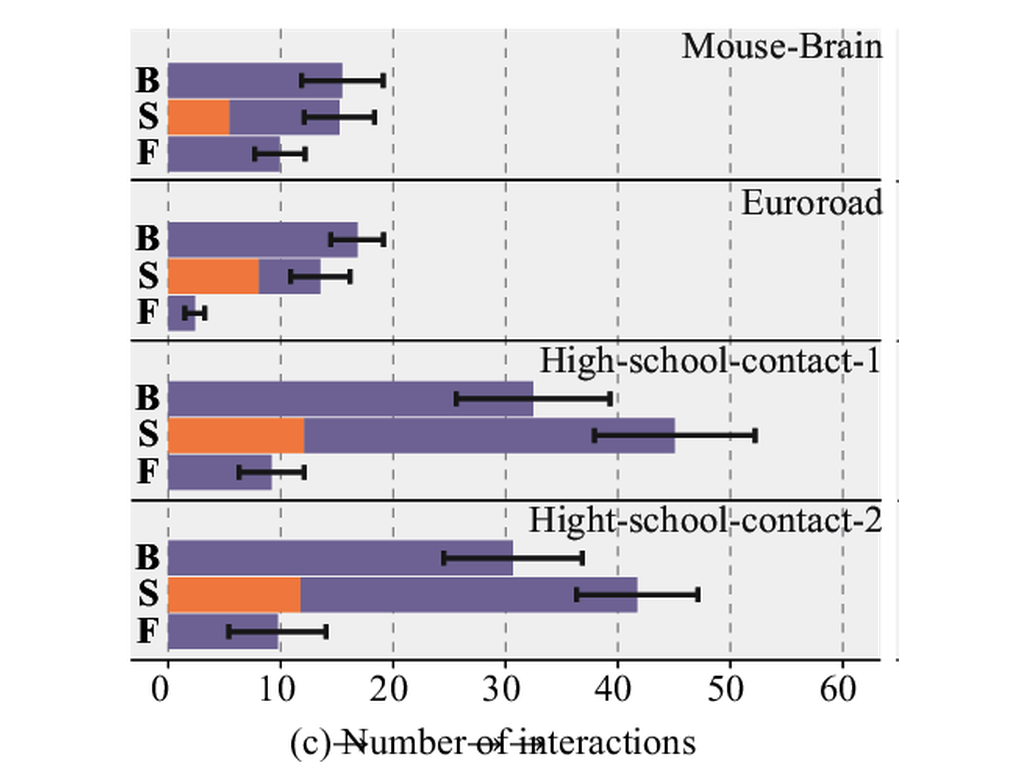 Mouse-Brain
B
S
F
Euroroad
B
S
F
High-school-contact-1
B
S
F
Hight-school-contact-2
B
S
F
0 10 20 30 40 50 60
(c) Number of interactions